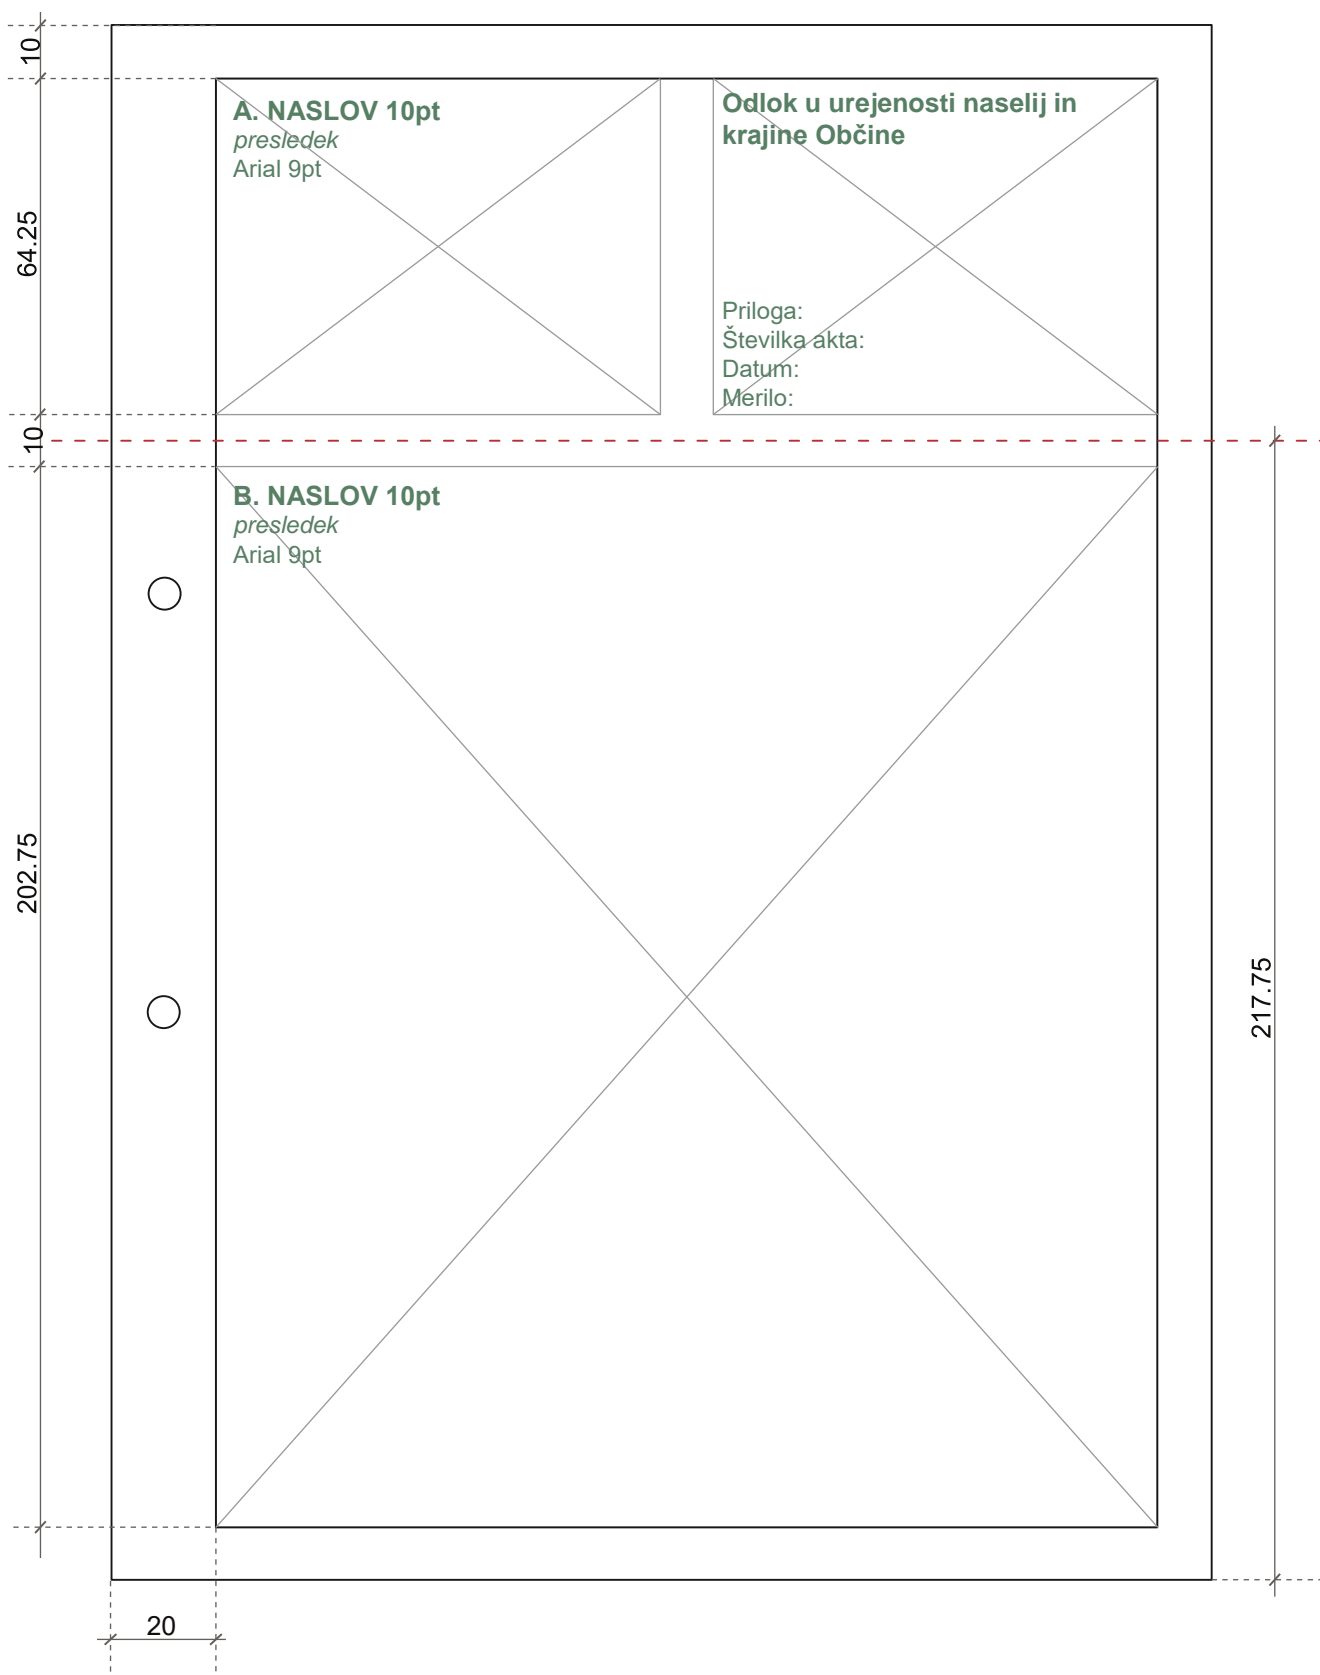 10
A. NASLOV 10pt
presledek
Arial 9pt
Odlok u urejenosti naselij in
krajine Občine
64.25
Priloga:
Številka akta:
Datum:
Merilo:
10
B. NASLOV 10pt
presledek
Arial 9pt
202.75
217.75
20